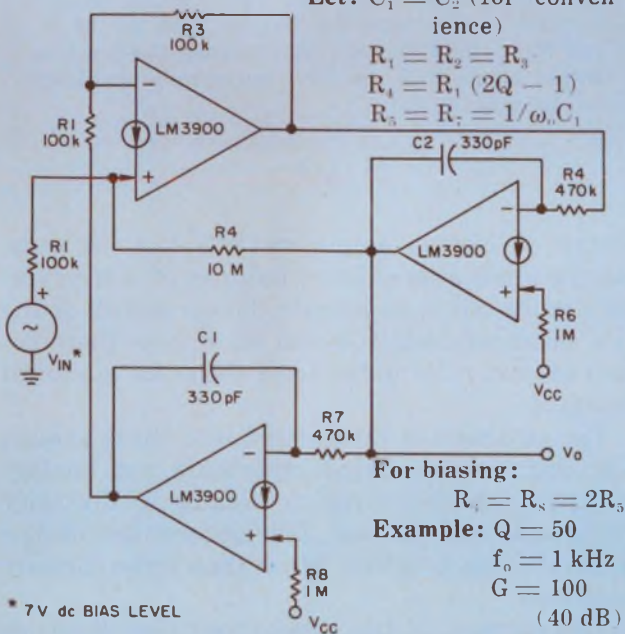 Let: C₁ = C₂ (for conven-
ience)
R₁ = R₂ = R₃
R₄ = R₁ (2Q − 1)
R₅ = R₇ = 1/ωₒC₁
R3
100k
−
LM3900
+
R1
100k
R1
100k
+
VIN*
R4
10 M
C2 330pF
−
R4
470k
LM3900
+
R6
1M
VCC
C1
330pF
−
R7
470k
LM3900
+
R8
1M
VCC
Vo
For biasing:
R₆ = R₈ = 2R₅
Example: Q = 50
fₒ = 1 kHz
G = 100
(40 dB)
* 7V dc BIAS LEVEL